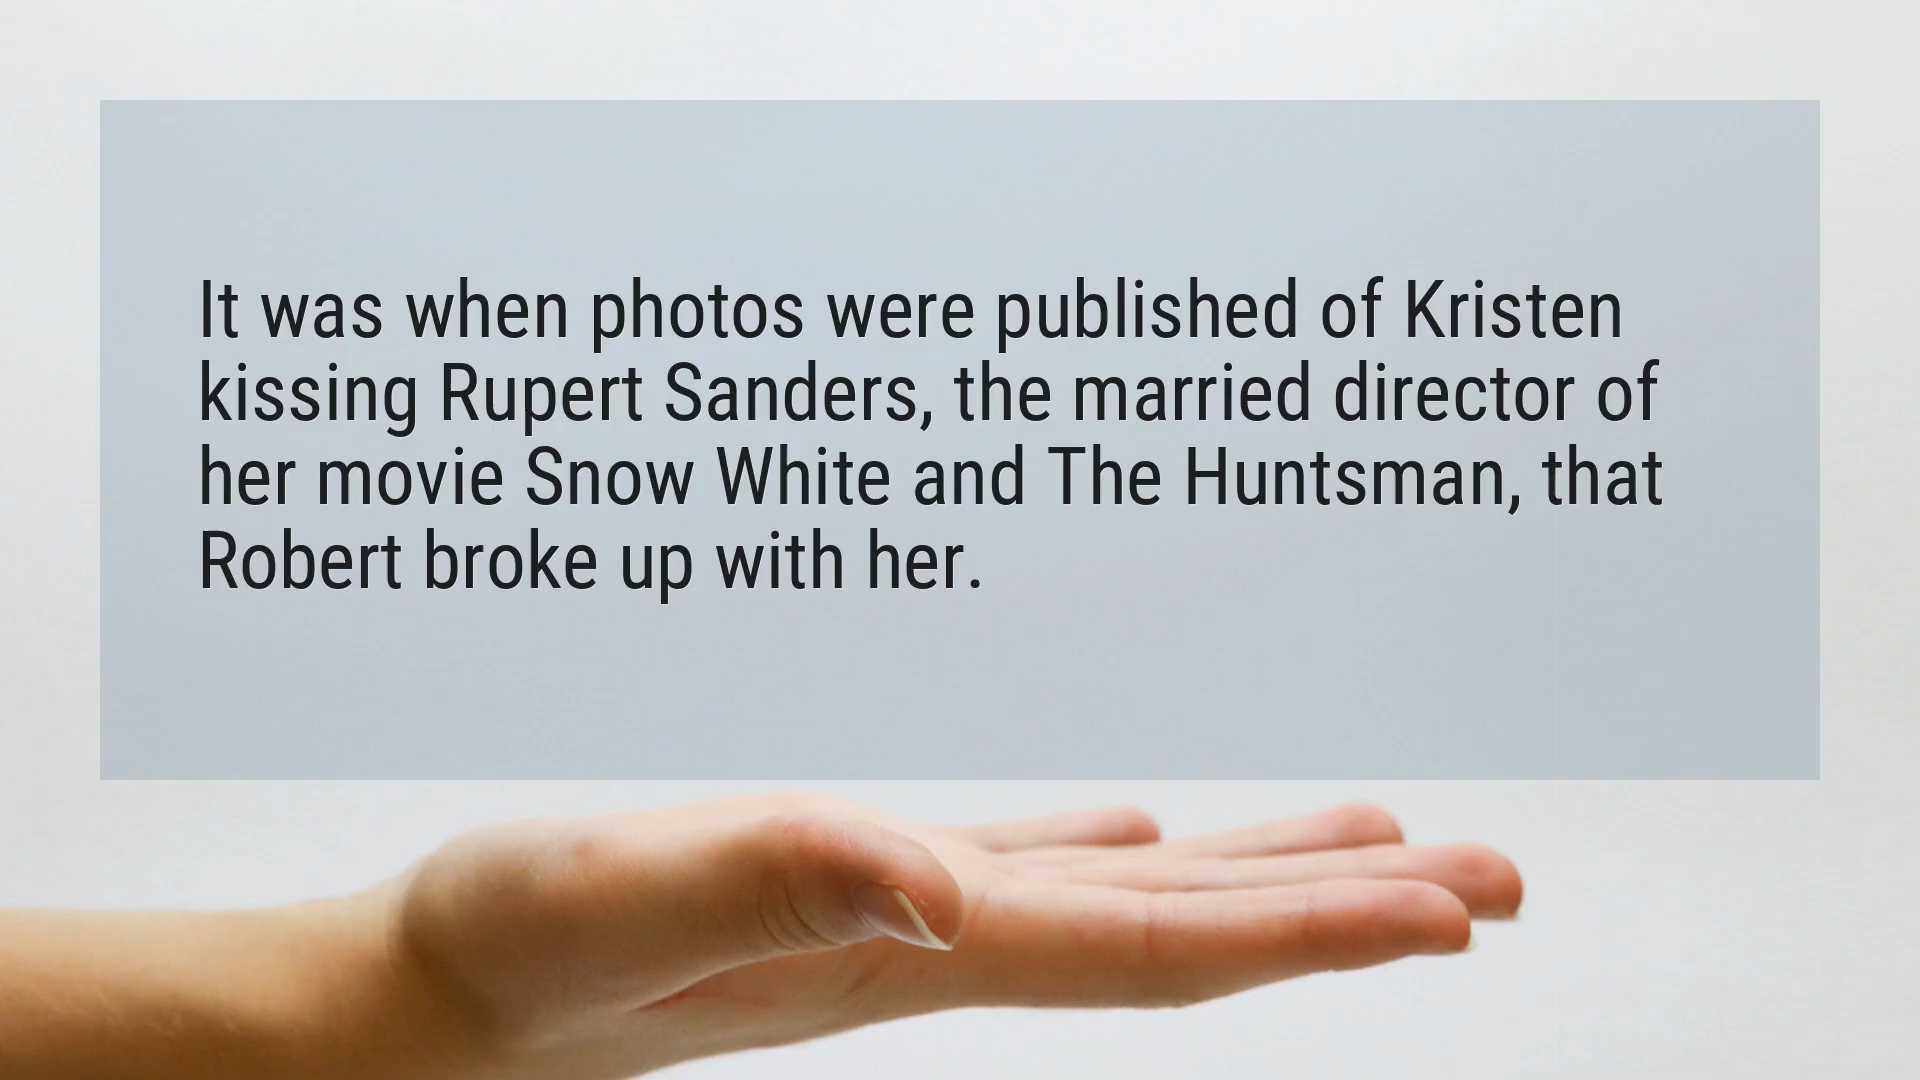 It was when photos were published of Kristen
kissing Rupert Sanders, the married director of
her movie Snow White and The Huntsman, that
Robert broke up with her.